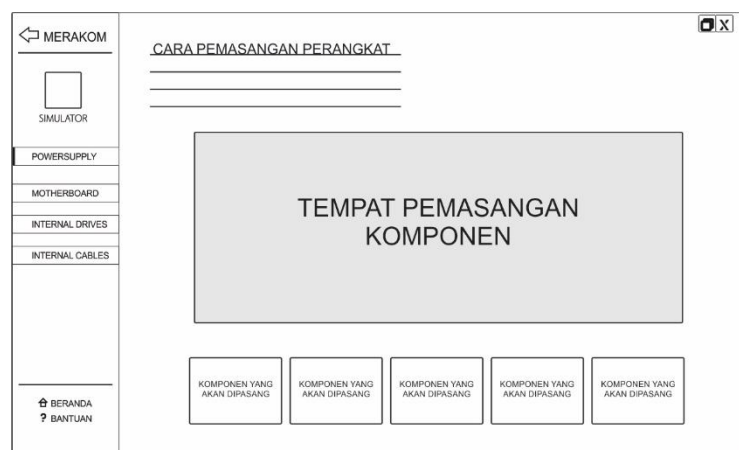 MERAKOM
SIMULATOR
POWERSUPPLY
MOTHERBOARD
INTERNAL DRIVES
INTERNAL CABLES
BERANDA
? BANTUAN
X
CARA PEMASANGAN PERANGKAT
TEMPAT PEMASANGAN
KOMPONEN
KOMPONEN YANG
AKAN DIPASANG
KOMPONEN YANG
AKAN DIPASANG
KOMPONEN YANG
AKAN DIPASANG
KOMPONEN YANG
AKAN DIPASANG
KOMPONEN YANG
AKAN DIPASANG